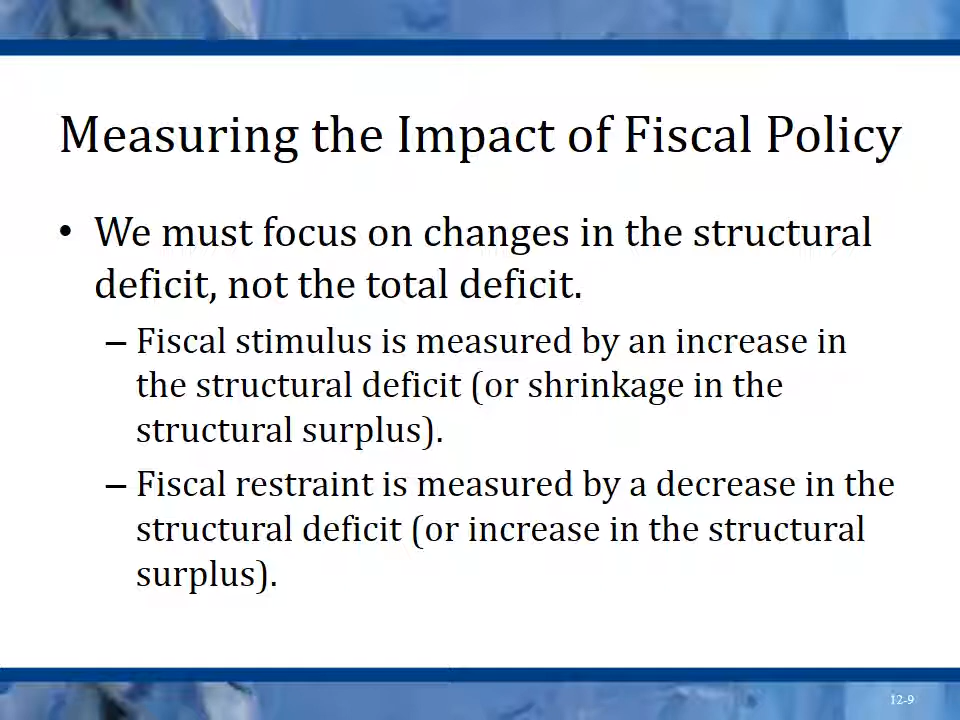 Measuring the Impact of Fiscal Policy
• We must focus on changes in the structural
deficit, not the total deficit.
– Fiscal stimulus is measured by an increase in
the structural deficit (or shrinkage in the
structural surplus).
– Fiscal restraint is measured by a decrease in the
structural deficit (or increase in the structural
surplus).
12-9